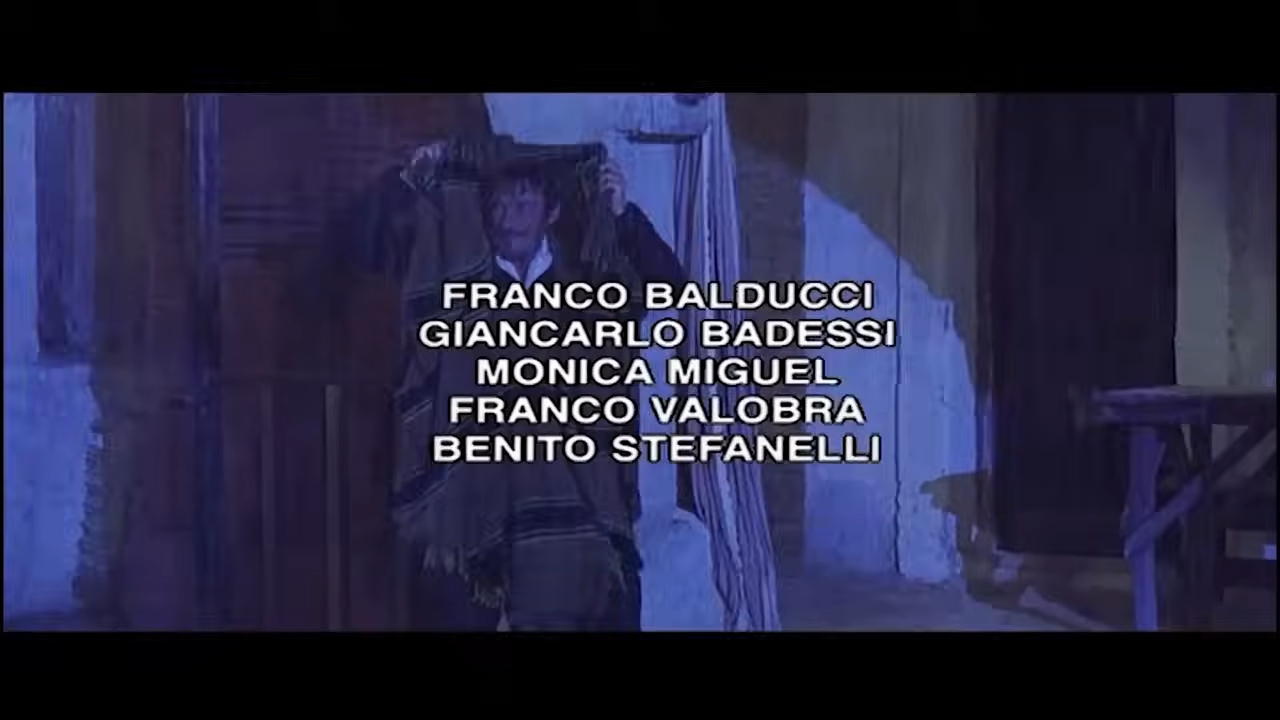 FRANCO BALDUCCI
GIANCARLO BADESSI
MONICA MIGUEL
FRANCO VALOBRA
BENITO STEFANELLI